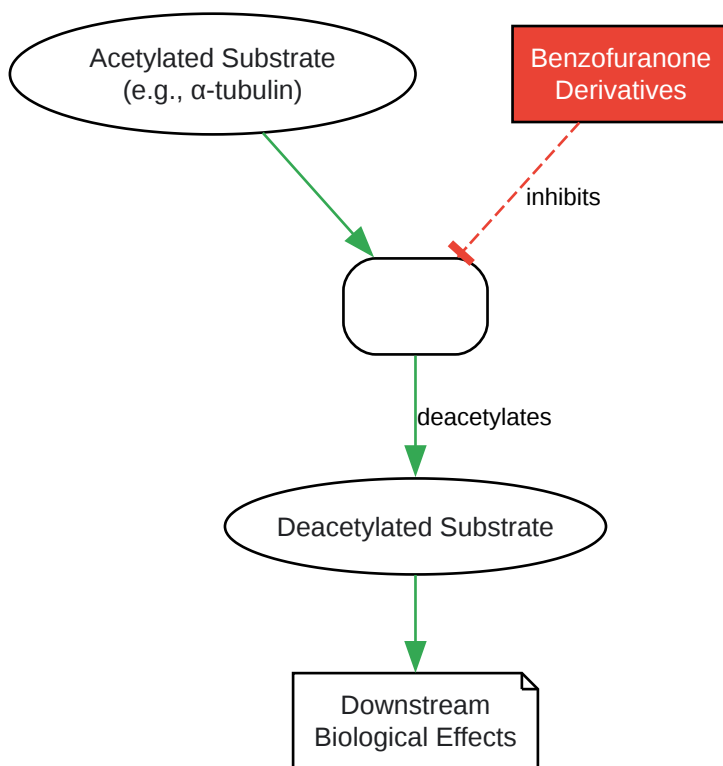 Acetylated Substrate
(e.g., α-tubulin)
Benzofuranone
Derivatives
inhibits
deacetylates
Deacetylated Substrate
Downstream
Biological Effects